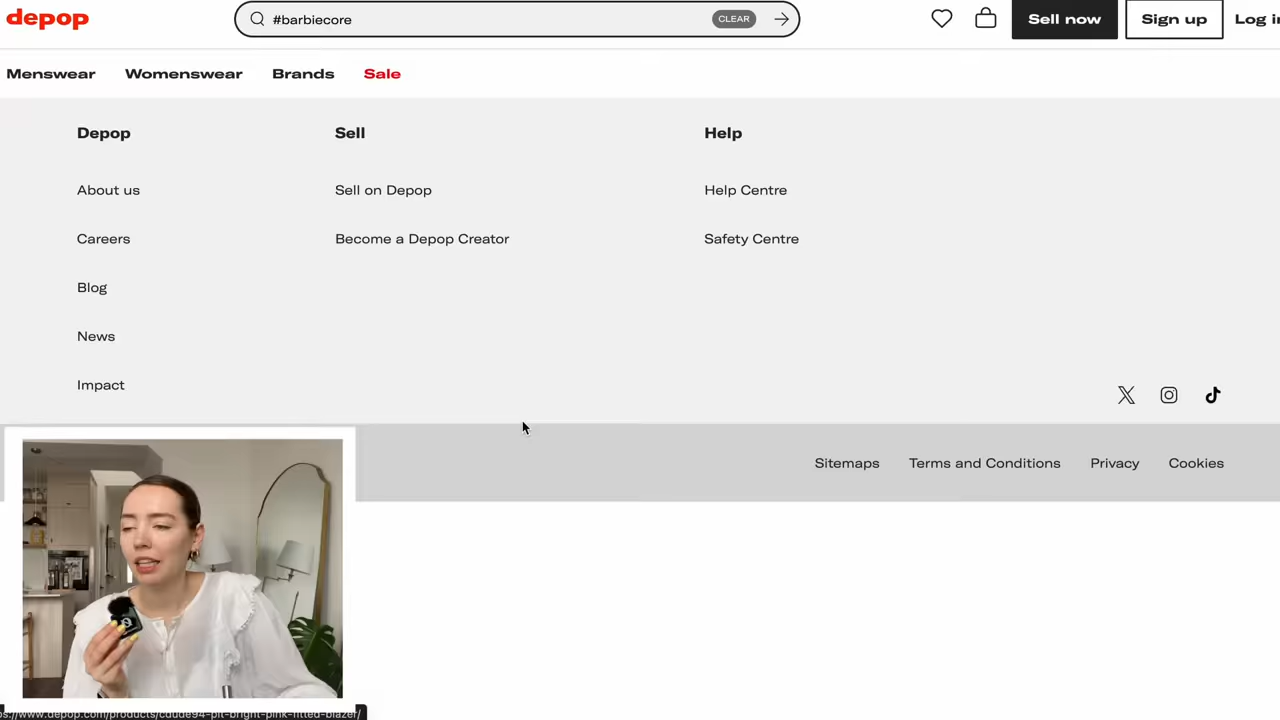 depop
#barbiecore
CLEAR
Sell now
Sign up
Log i
Menswear
Womenswear
Brands
Sale
Depop
Sell
Help
About us
Sell on Depop
Help Centre
Careers
Become a Depop Creator
Safety Centre
Blog
News
Impact
Sitemaps
Terms and Conditions
Privacy
Cookies